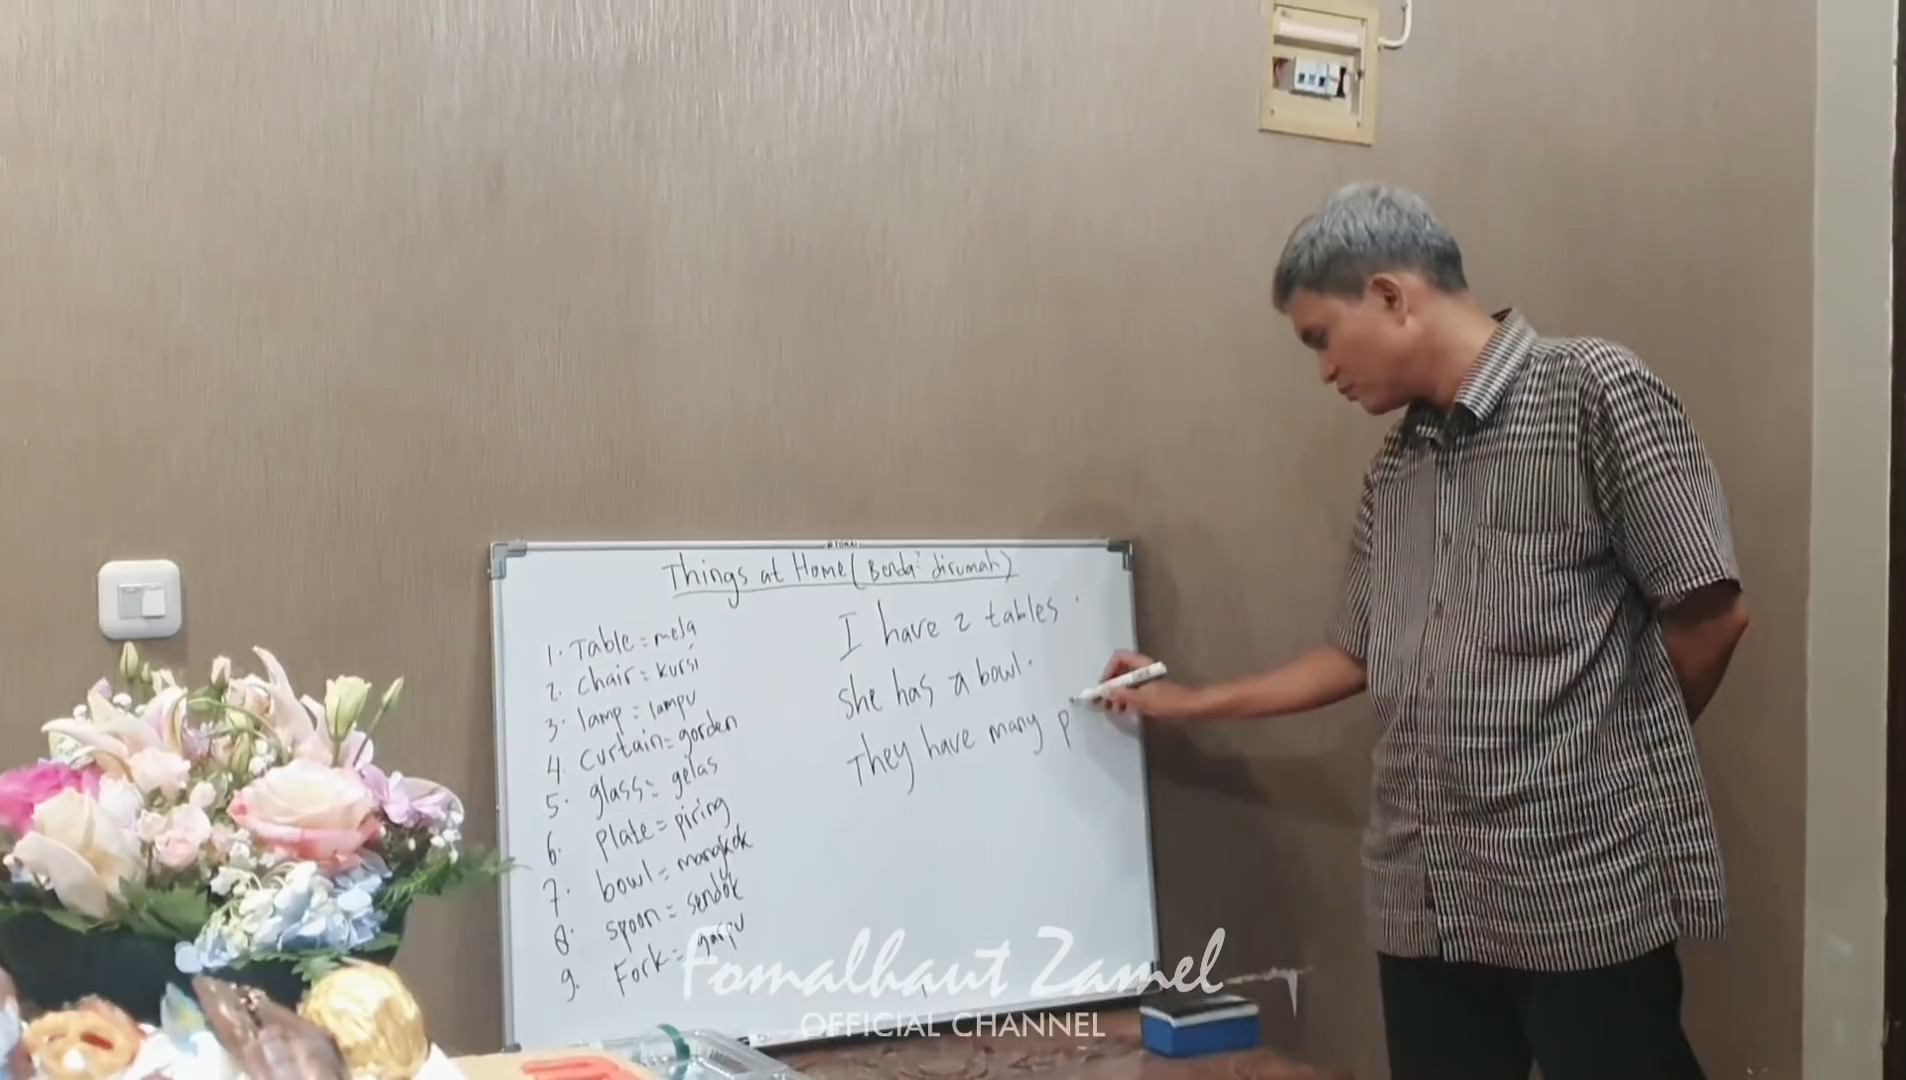 Things at Home (Benda² dirumah)
1. Table = meja
2. chair = kursi
3. lamp = lampu
4. curtain = gorden
5. glass = gelas
6. plate = piring
7. bowl = mangkok
8. spoon = sendok
9. Fork = garpu
I have 2 tables.
She has a bowl.
They have many p
Fomalhaut Zamel
OFFICIAL CHANNEL